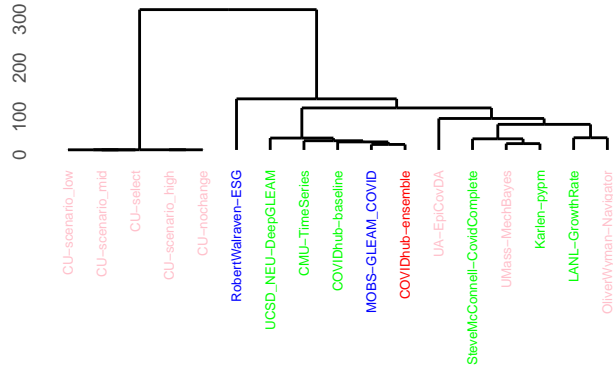 300
200
100
0
CU-scenario_low
CU-scenario_mid
CU-select
CU-scenario_high
CU-nochange
RobertWalraven-ESG
UCSD_NEU-DeepGLEAM
CMU-TimeSeries
COVIDhub-baseline
MOBS-GLEAM_COVID
COVIDhub-ensemble
UA-EpiCovDA
SteveMcConnell-CovidComplete
UMass-MechBayes
Karlen-pypm
LANL-GrowthRate
OliverWyman-Navigator